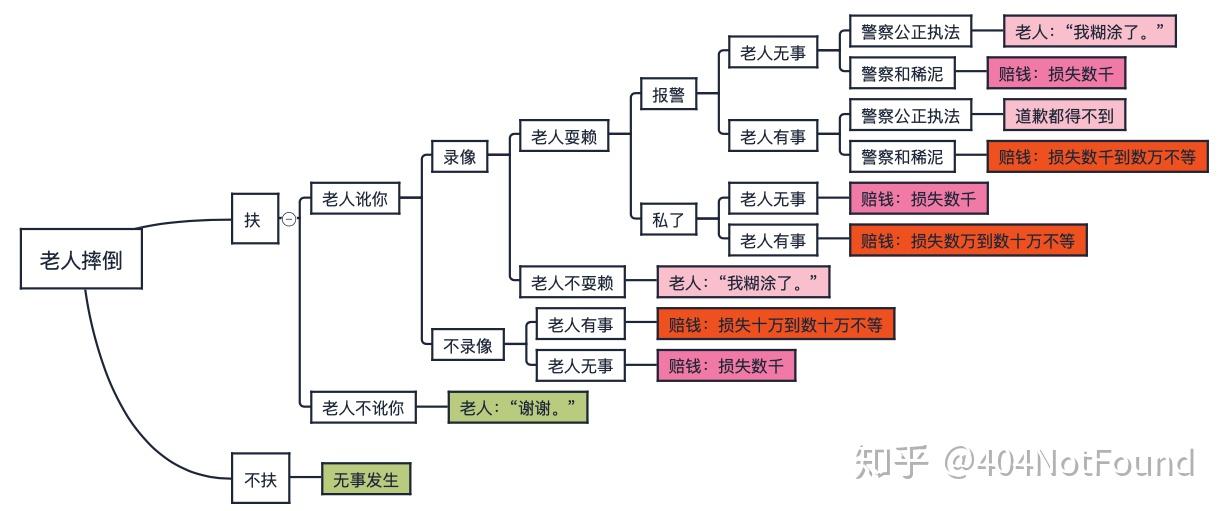 老人摔倒
扶
老人讹你
录像
老人耍赖
报警
老人无事
警察公正执法
老人：“我糊涂了。”
警察和稀泥
赔钱：损失数千
老人有事
警察公正执法
道歉都得不到
警察和稀泥
赔钱：损失数千到数万不等
私了
老人无事
赔钱：损失数千
老人有事
赔钱：损失数万到数十万不等
老人不耍赖
老人：“我糊涂了。”
不录像
老人有事
赔钱：损失十万到数十万不等
老人无事
赔钱：损失数千
老人不讹你
老人：“谢谢。”
不扶
无事发生
知乎 @404NotFound